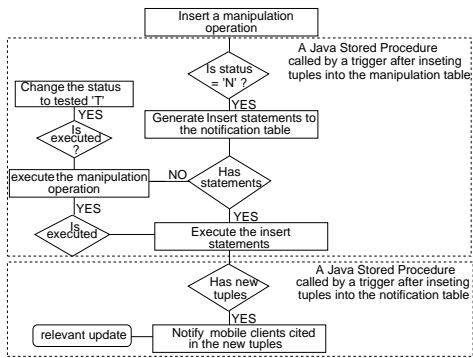 Insert a manipulation
operation
A Java Stored Procedure
called by a trigger after inseting
tuples into the manipulation table
Is status
= 'N' ?
Change the status
to tested 'T'
YES
YES
Generate Insert statements to
the notification table
Is
executed
?
execute the manipulation
operation
NO
Has
statements
YES
YES
Is
executed
Execute the insert
statements
A Java Stored Procedure
called by a trigger after inseting
tuples into the notification table
Has new
tuples
YES
relevant update
Notify mobile clients cited
in the new tuples